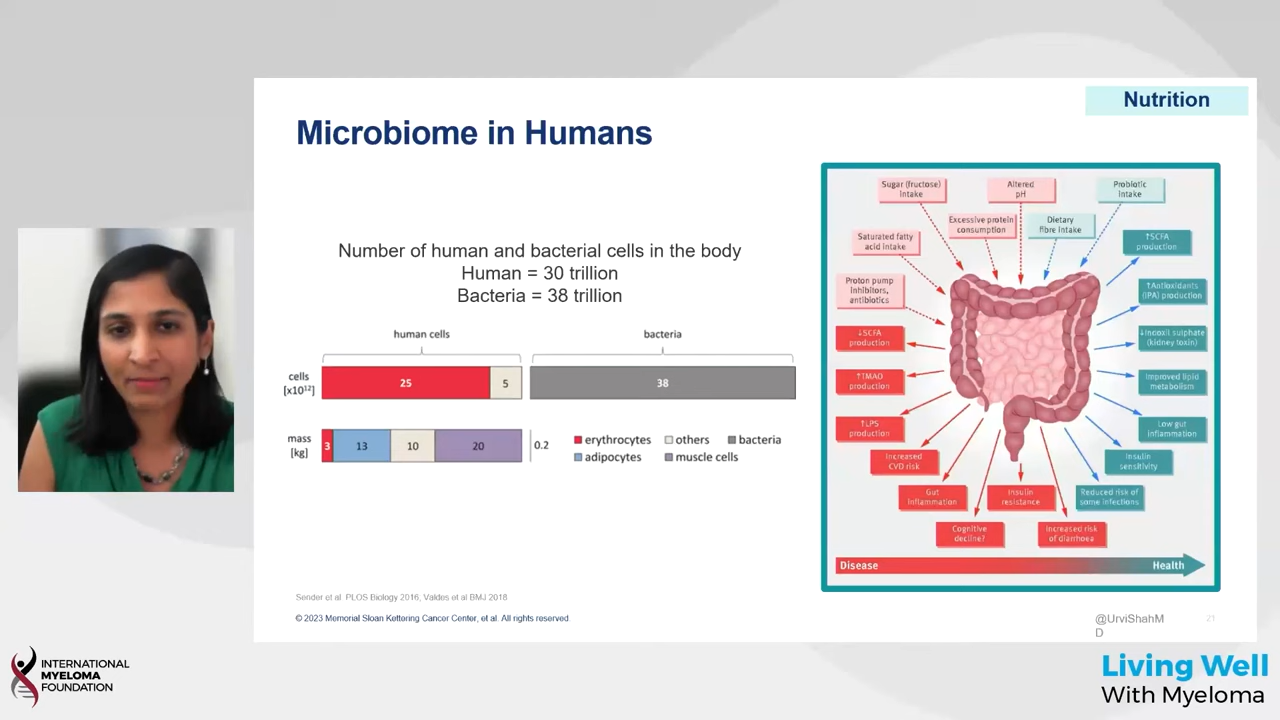 Nutrition
Microbiome in Humans
Number of human and bacterial cells in the body
Human = 30 trillion
Bacteria = 38 trillion
human cells
bacteria
cells
[x10¹²]
25
5
38
mass
[kg]
3
13
10
20
0.2
erythrocytes
others
bacteria
adipocytes
muscle cells
Sugar (fructose)
intake
Altered
pH
Probiotic
intake
Excessive protein
consumption
Dietary
fibre intake
Saturated fatty
acid intake
↑SCFA
production
Proton pump
inhibitors,
antibiotics
↑Antioxidants
(IPA) production
↓SCFA
production
↓Indoxil sulphate
(kidney toxin)
↑TMAO
production
Improved lipid
metabolism
↑LPS
production
Low gut
inflammation
Increased
CVD risk
Insulin
sensitivity
Gut
inflammation
Insulin
resistance
Reduced risk of
some infections
Cognitive
decline?
Increased risk
of diarrhoea
Disease
Health
Sender et al PLOS Biology 2016; Valdes et al BMJ 2018
© 2023 Memorial Sloan Kettering Cancer Center, et al. All rights reserved.
@UrviShahM
D
21
INTERNATIONAL
MYELOMA
FOUNDATION
Living Well
With Myeloma